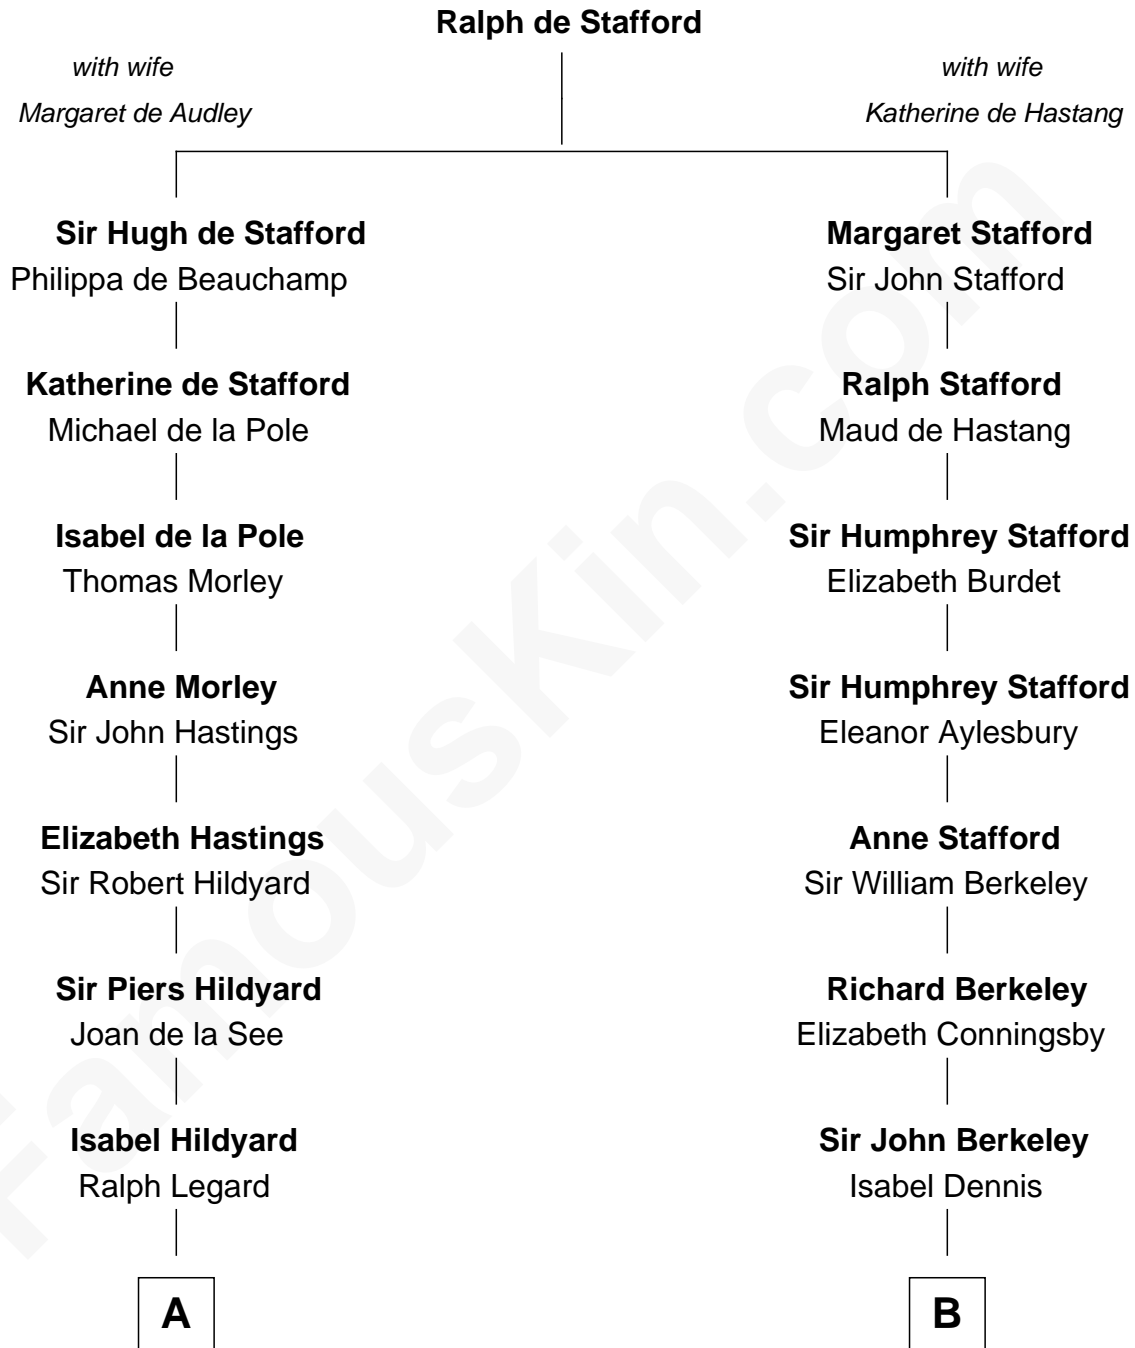 Ralph de Stafford
with wife
Margaret de Audley
with wife
Katherine de Hastang
Sir Hugh de Stafford
Philippa de Beauchamp
Margaret Stafford
Sir John Stafford
Katherine de Stafford
Michael de la Pole
Ralph Stafford
Maud de Hastang
Isabel de la Pole
Thomas Morley
Sir Humphrey Stafford
Elizabeth Burdet
Anne Morley
Sir John Hastings
Sir Humphrey Stafford
Eleanor Aylesbury
Elizabeth Hastings
Sir Robert Hildyard
Anne Stafford
Sir William Berkeley
Sir Piers Hildyard
Joan de la See
Richard Berkeley
Elizabeth Conningsby
Isabel Hildyard
Ralph Legard
Sir John Berkeley
Isabel Dennis
A
B
FamousKin.com